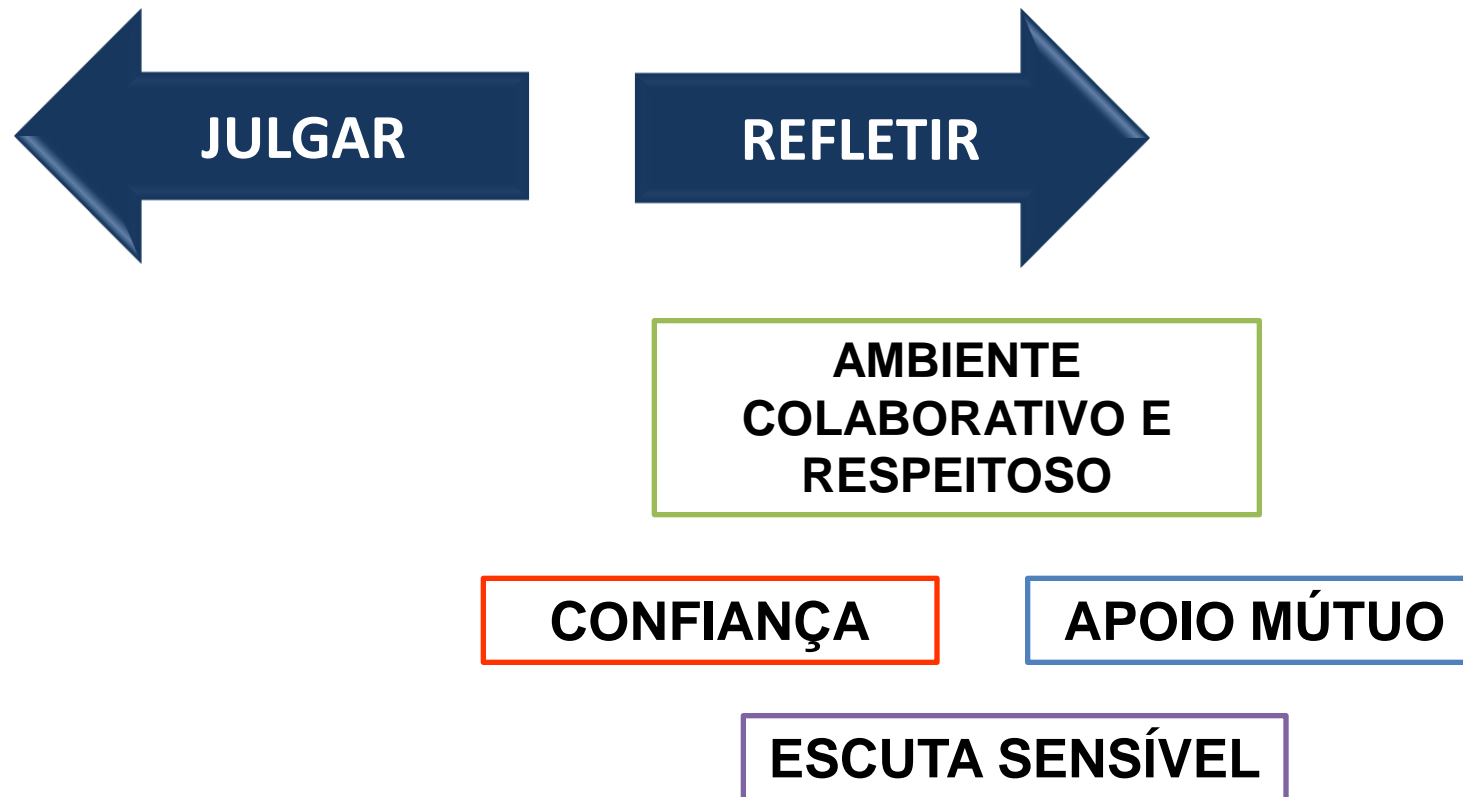 JULGAR
REFLETIR
AMBIENTE
COLABORATIVO E
RESPEITOSO
CONFIANÇA
APOIO MÚTUO
ESCUTA SENSÍVEL